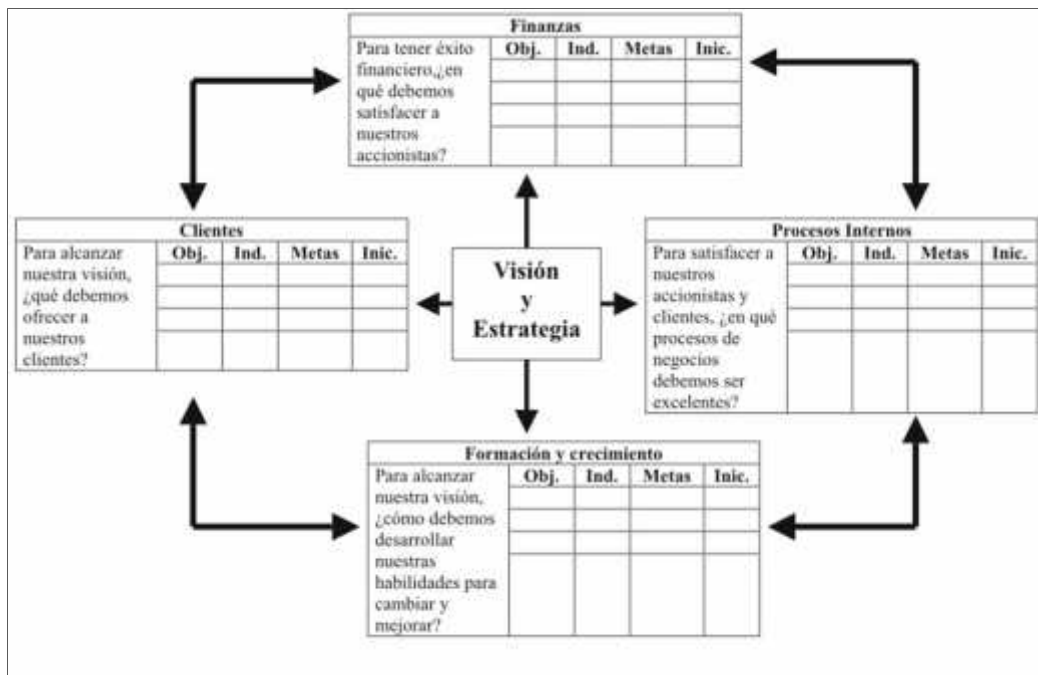 Finanzas
Para tener éxito
financiero,¿en
qué debemos
satisfacer a
nuestros
accionistas?
Obj. Ind. Metas Inic.
Clientes
Para alcanzar
nuestra visión,
¿qué debemos
ofrecer a
nuestros
clientes?
Obj. Ind. Metas Inic.
Visión
y
Estrategia
Procesos Internos
Para satisfacer a
nuestros
accionistas y
clientes, ¿en qué
procesos de
negocios
debemos ser
excelentes?
Obj. Ind. Metas Inic.
Formación y crecimiento
Para alcanzar
nuestra visión,
¿cómo debemos
desarrollar
nuestras
habilidades para
cambiar y
mejorar?
Obj. Ind. Metas Inic.